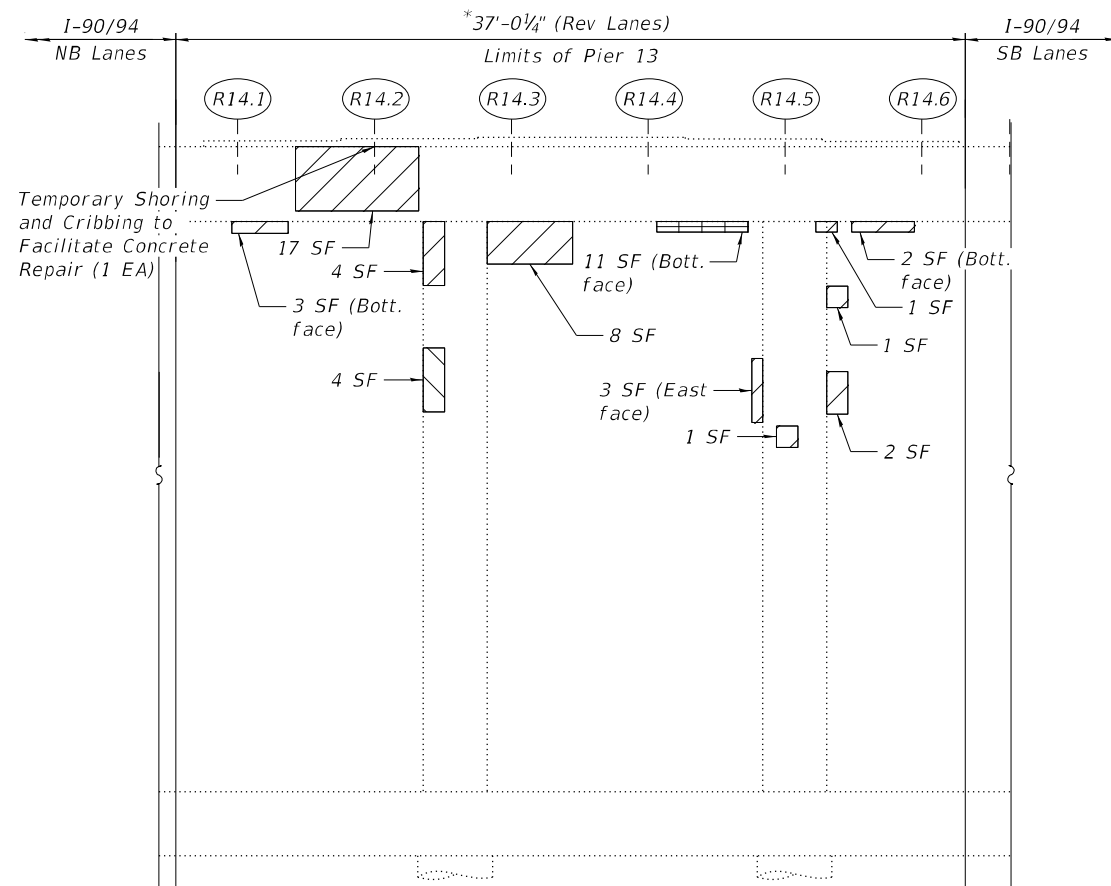 I-90/94
NB Lanes
*37'-0¼" (Rev Lanes)
Limits of Pier 13
I-90/94
SB Lanes
R14.1
R14.2
R14.3
R14.4
R14.5
R14.6
Temporary Shoring
and Cribbing to
Facilitate Concrete
Repair (1 EA)
17 SF
4 SF
3 SF (Bott.
face)
8 SF
11 SF (Bott.
face)
2 SF (Bott.
face)
1 SF
1 SF
4 SF
3 SF (East
face)
1 SF
2 SF